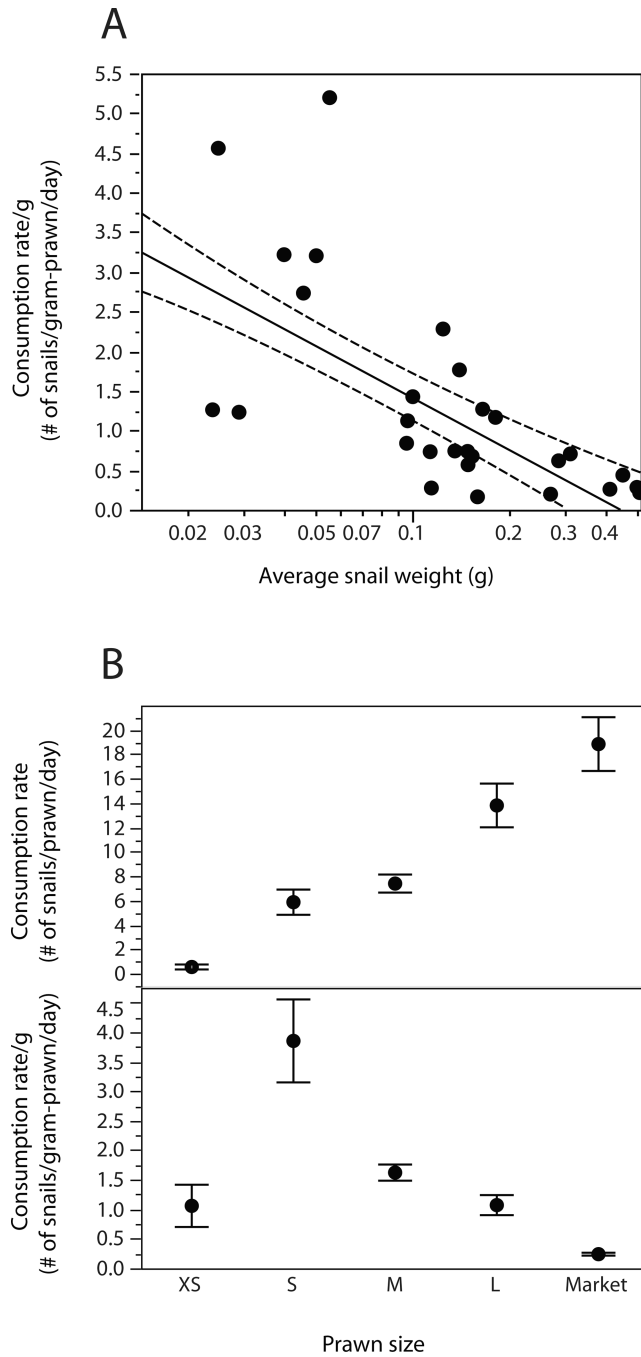 A
5.5
5.0
4.5
4.0
3.5
3.0
2.5
2.0
1.5
1.0
0.5
0.0
Consumption rate/g
(# of snails/gram-prawn/day)
0.02 0.03 0.05 0.07 0.1 0.2 0.3 0.4
Average snail weight (g)
B
20
18
16
14
12
10
8
6
4
2
0
Consumption rate
(# of snails/prawn/day)
4.5
4.0
3.5
3.0
2.5
2.0
1.5
1.0
0.5
0.0
Consumption rate/g
(# of snails/gram-prawn/day)
XS S M L Market
Prawn size